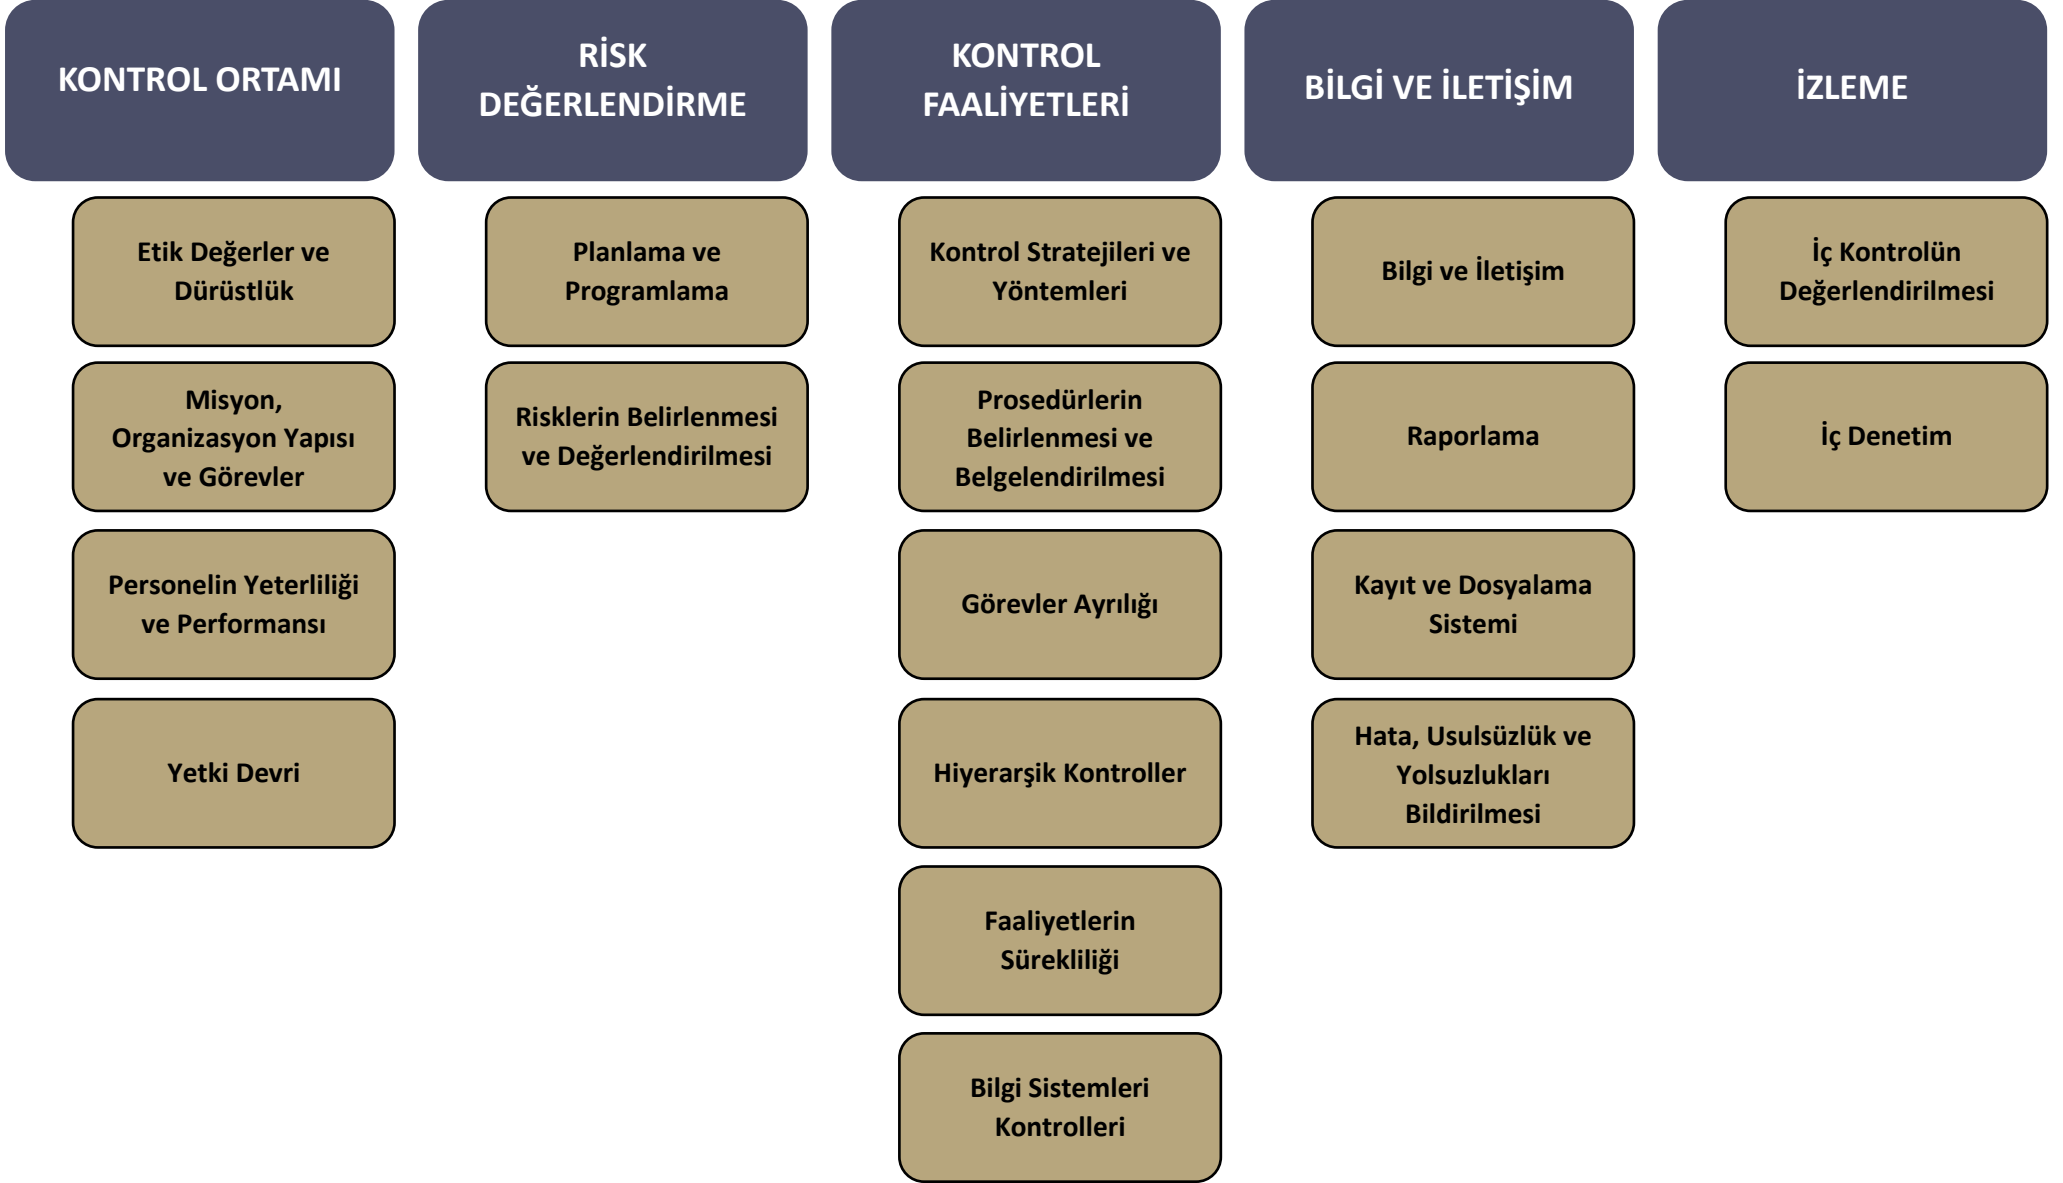 KONTROL ORTAMI
RİSK
DEĞERLENDİRME
KONTROL
FAALİYETLERİ
BİLGİ VE İLETİŞİM
İZLEME
Etik Değerler ve
Dürüstlük
Misyon,
Organizasyon Yapısı
ve Görevler
Personelin Yeterliliği
ve Performansı
Yetki Devri
Planlama ve
Programlama
Risklerin Belirlenmesi
ve Değerlendirilmesi
Kontrol Stratejileri ve
Yöntemleri
Prosedürlerin
Belirlenmesi ve
Belgelendirilmesi
Görevler Ayrılığı
Hiyerarşik Kontroller
Faaliyetlerin
Sürekliliği
Bilgi Sistemleri
Kontrolleri
Bilgi ve İletişim
Raporlama
Kayıt ve Dosyalama
Sistemi
Hata, Usulsüzlük ve
Yolsuzlukları
Bildirilmesi
İç Kontrolün
Değerlendirilmesi
İç Denetim